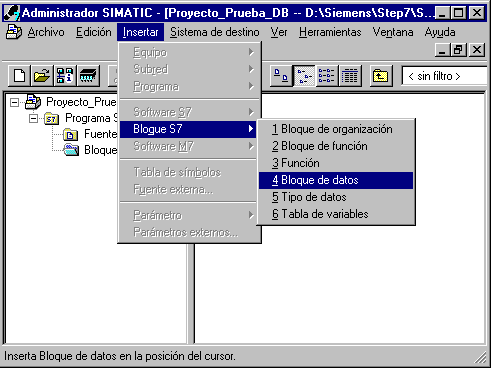 Administrador SIMATIC - [Proyecto_Prueba_DB -- D:\Siemens\Step7\S...
Archivo Edición Insertar Sistema de destino Ver Herramientas Ventana Ayuda
Equipo
Subred
Programa
< sin filtro >
Proyecto_Prue
Programa S
Fuente
Bloque
Software S7
Bloque S7
Software M7
Tabla de símbolos
Fuente externa...
Parámetro
Parámetros externos...
1 Bloque de organización
2 Bloque de función
3 Función
4 Bloque de datos
5 Tipo de datos
6 Tabla de variables
Inserta Bloque de datos en la posición del cursor.